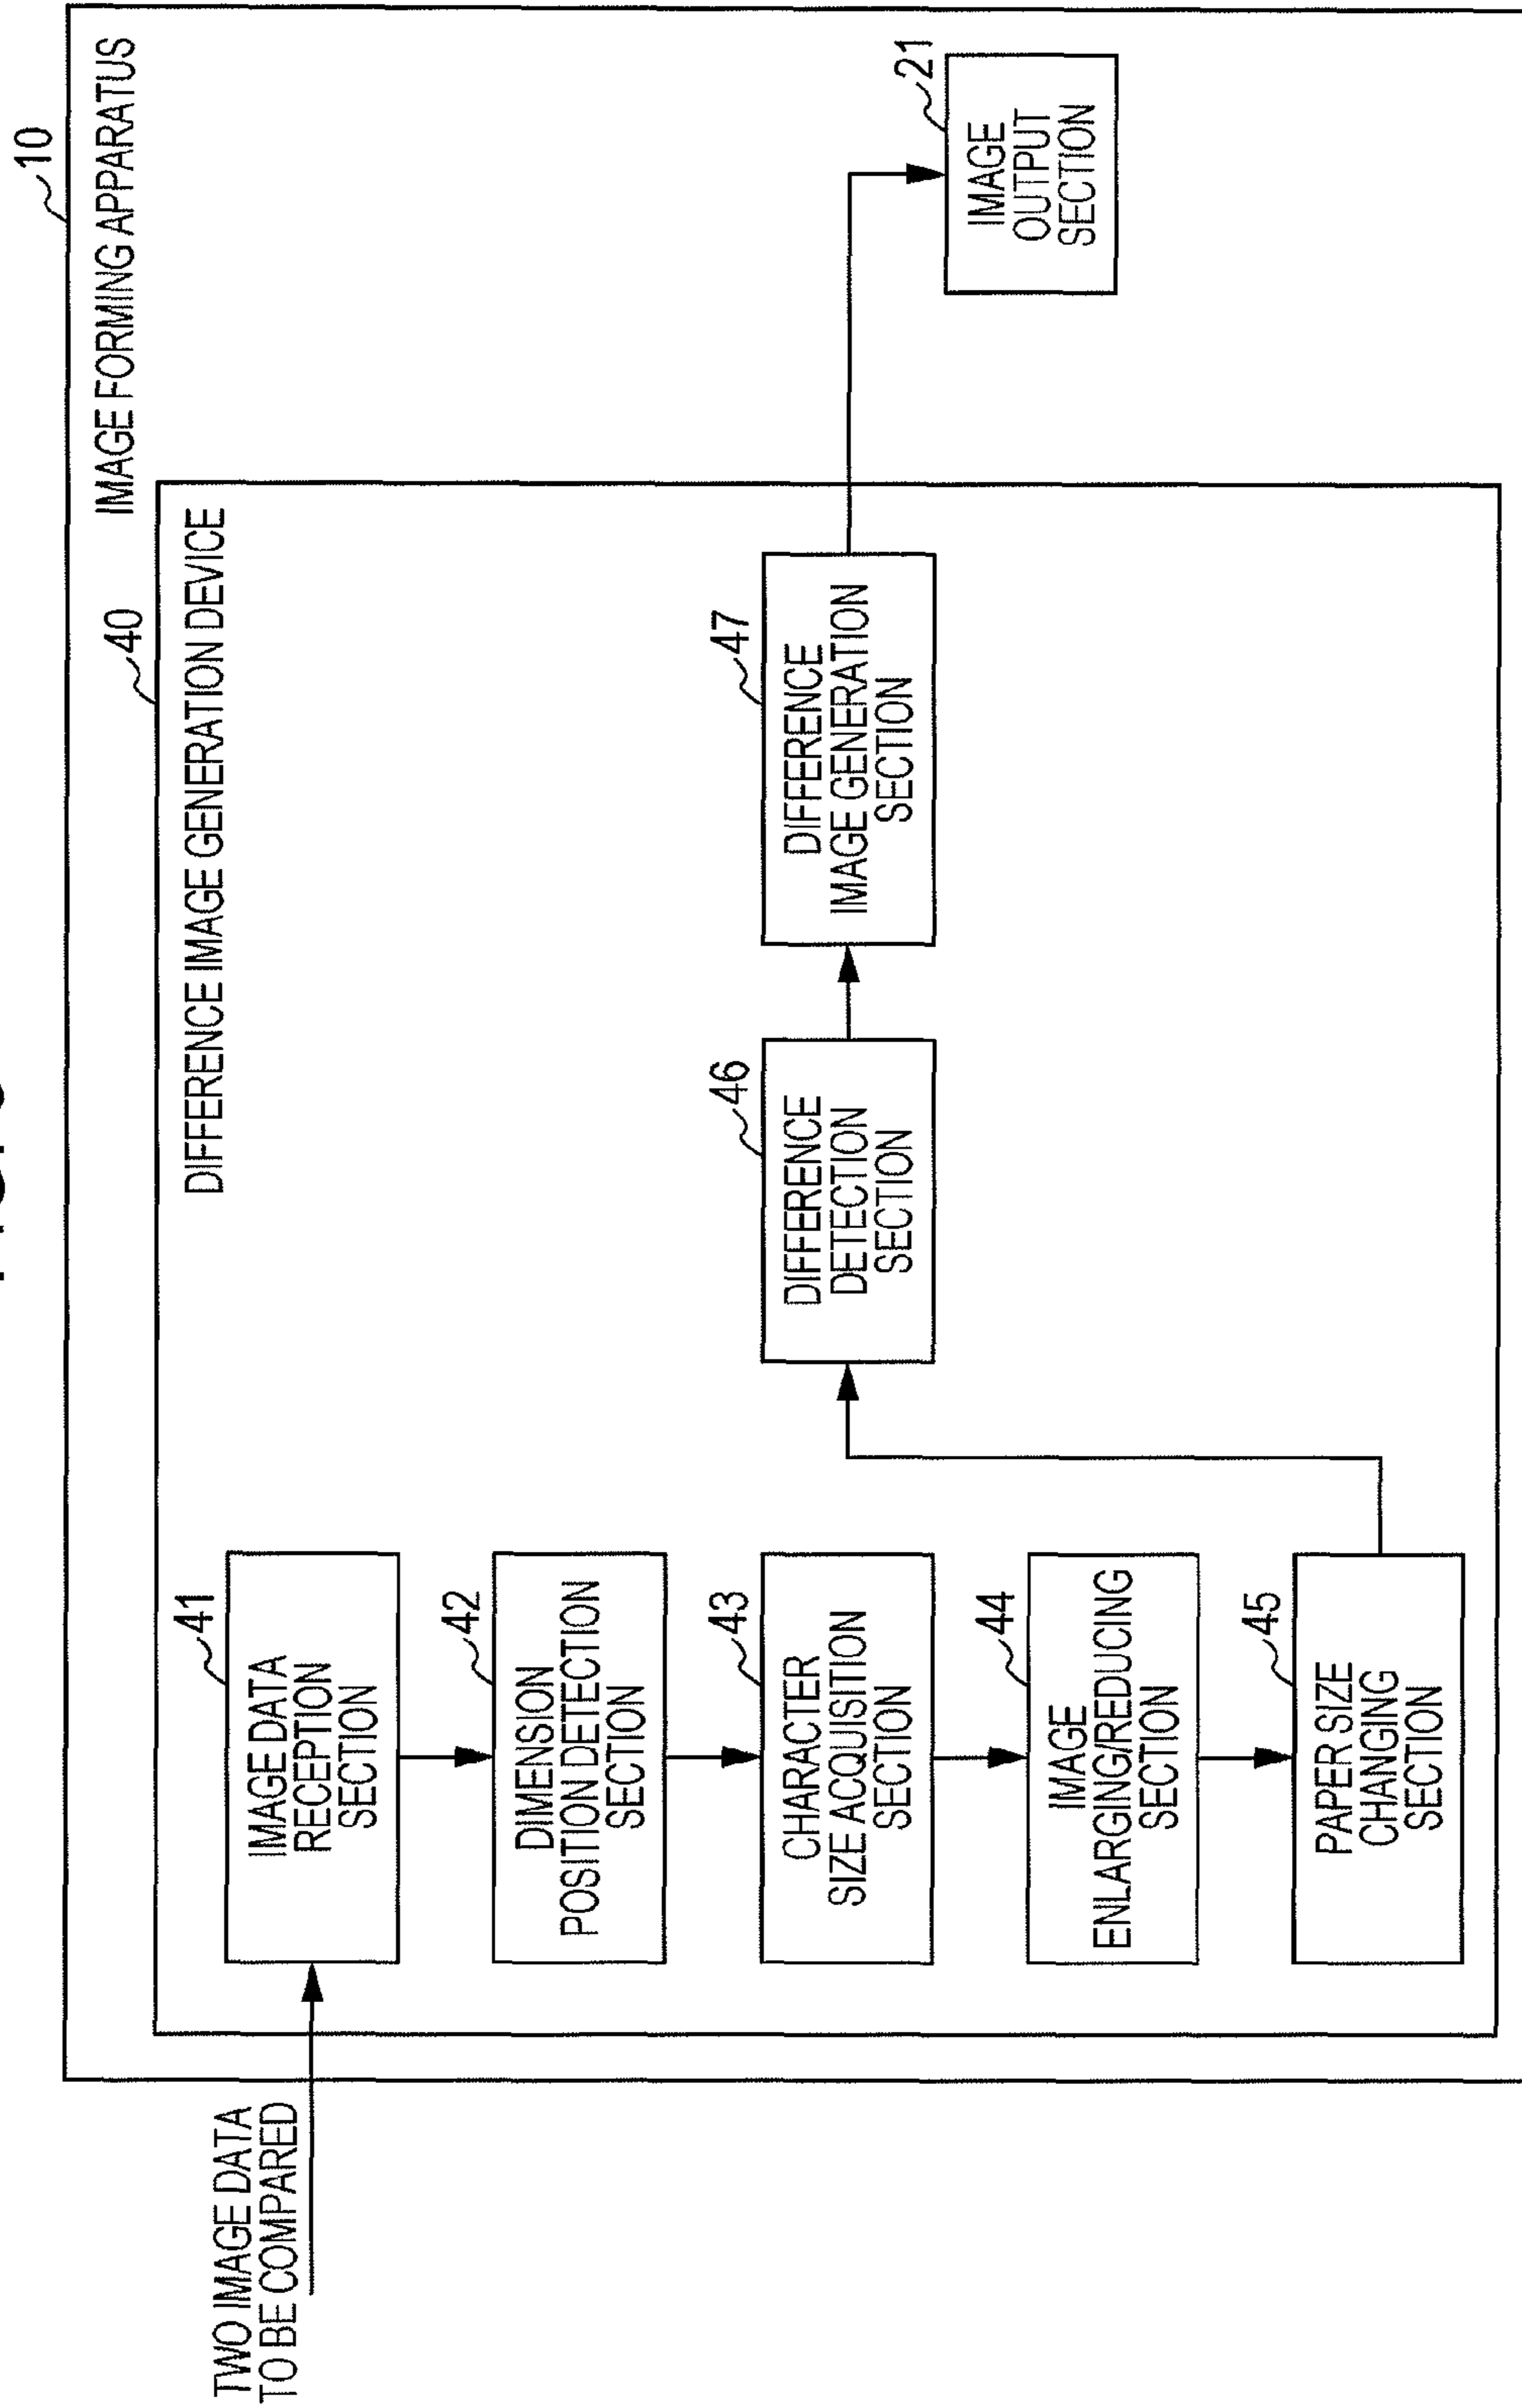 10
IMAGE FORMING APPARATUS
40
DIFFERENCE IMAGE GENERATION DEVICE
TWO IMAGE DATA
TO BE COMPARED
41
IMAGE DATA
RECEPTION
SECTION
42
DIMENSION
POSITION DETECTION
SECTION
43
CHARACTER
SIZE ACQUISITION
SECTION
44
IMAGE
ENLARGING/REDUCING
SECTION
45
PAPER SIZE
CHANGING
SECTION
46
DIFFERENCE
DETECTION
SECTION
47
DIFFERENCE
IMAGE GENERATION
SECTION
21
IMAGE
OUTPUT
SECTION